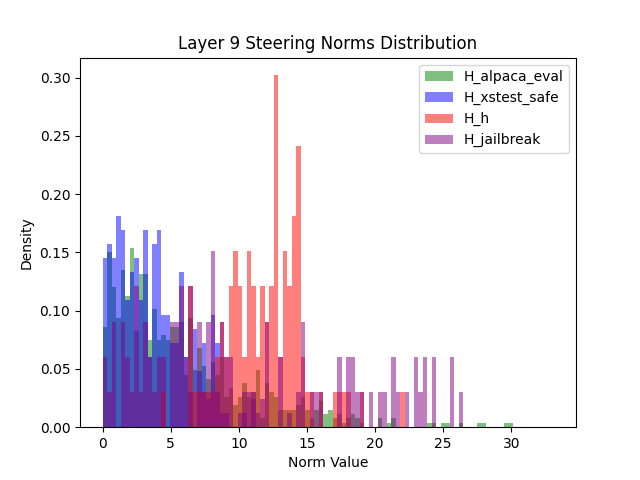 Layer 9 Steering Norms Distribution
H_alpaca_eval
H_xstest_safe
H_h
H_jailbreak
0.30
0.25
0.20
0.15
0.10
0.05
0.00
Density
0 5 10 15 20 25 30
Norm Value